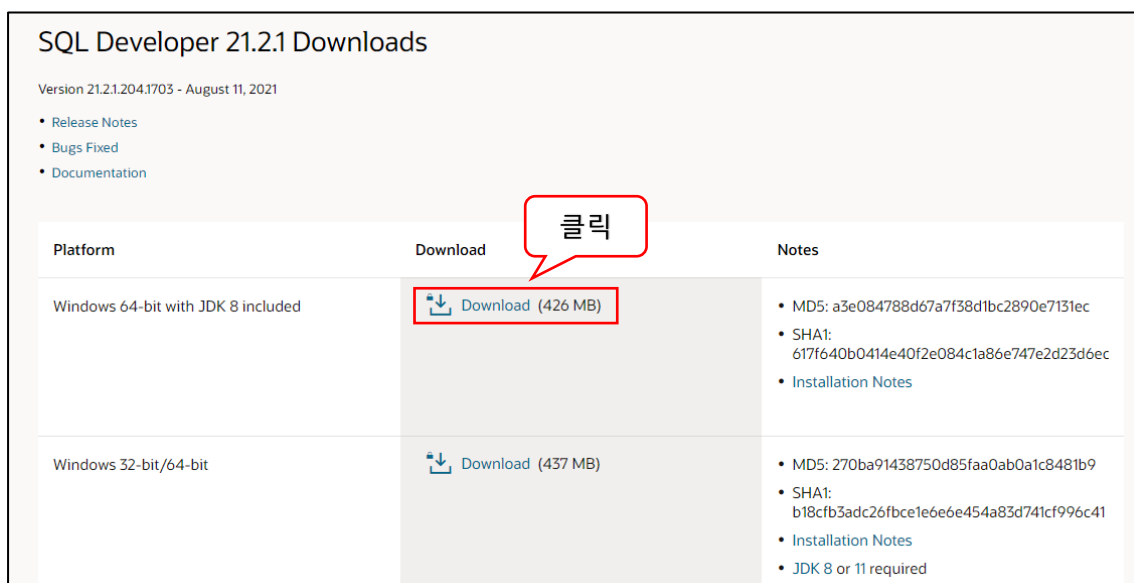 SQL Developer 21.2.1 Downloads
Version 21.2.1.204.1703 - August 11, 2021
• Release Notes
• Bugs Fixed
• Documentation
클릭
Platform Download Notes
Windows 64-bit with JDK 8 included Download (426 MB) • MD5: a3e084788d67a7f38d1bc2890e7131ec
• SHA1:
617f640b0414e40f2e084c1a86e747e2d23d6ec
• Installation Notes
Windows 32-bit/64-bit Download (437 MB) • MD5: 270ba91438750d85faa0ab0a1c8481b9
• SHA1:
b18cfb3adc26fbce1e6e6e454a83d741cf996c41
• Installation Notes
• JDK 8 or 11 required